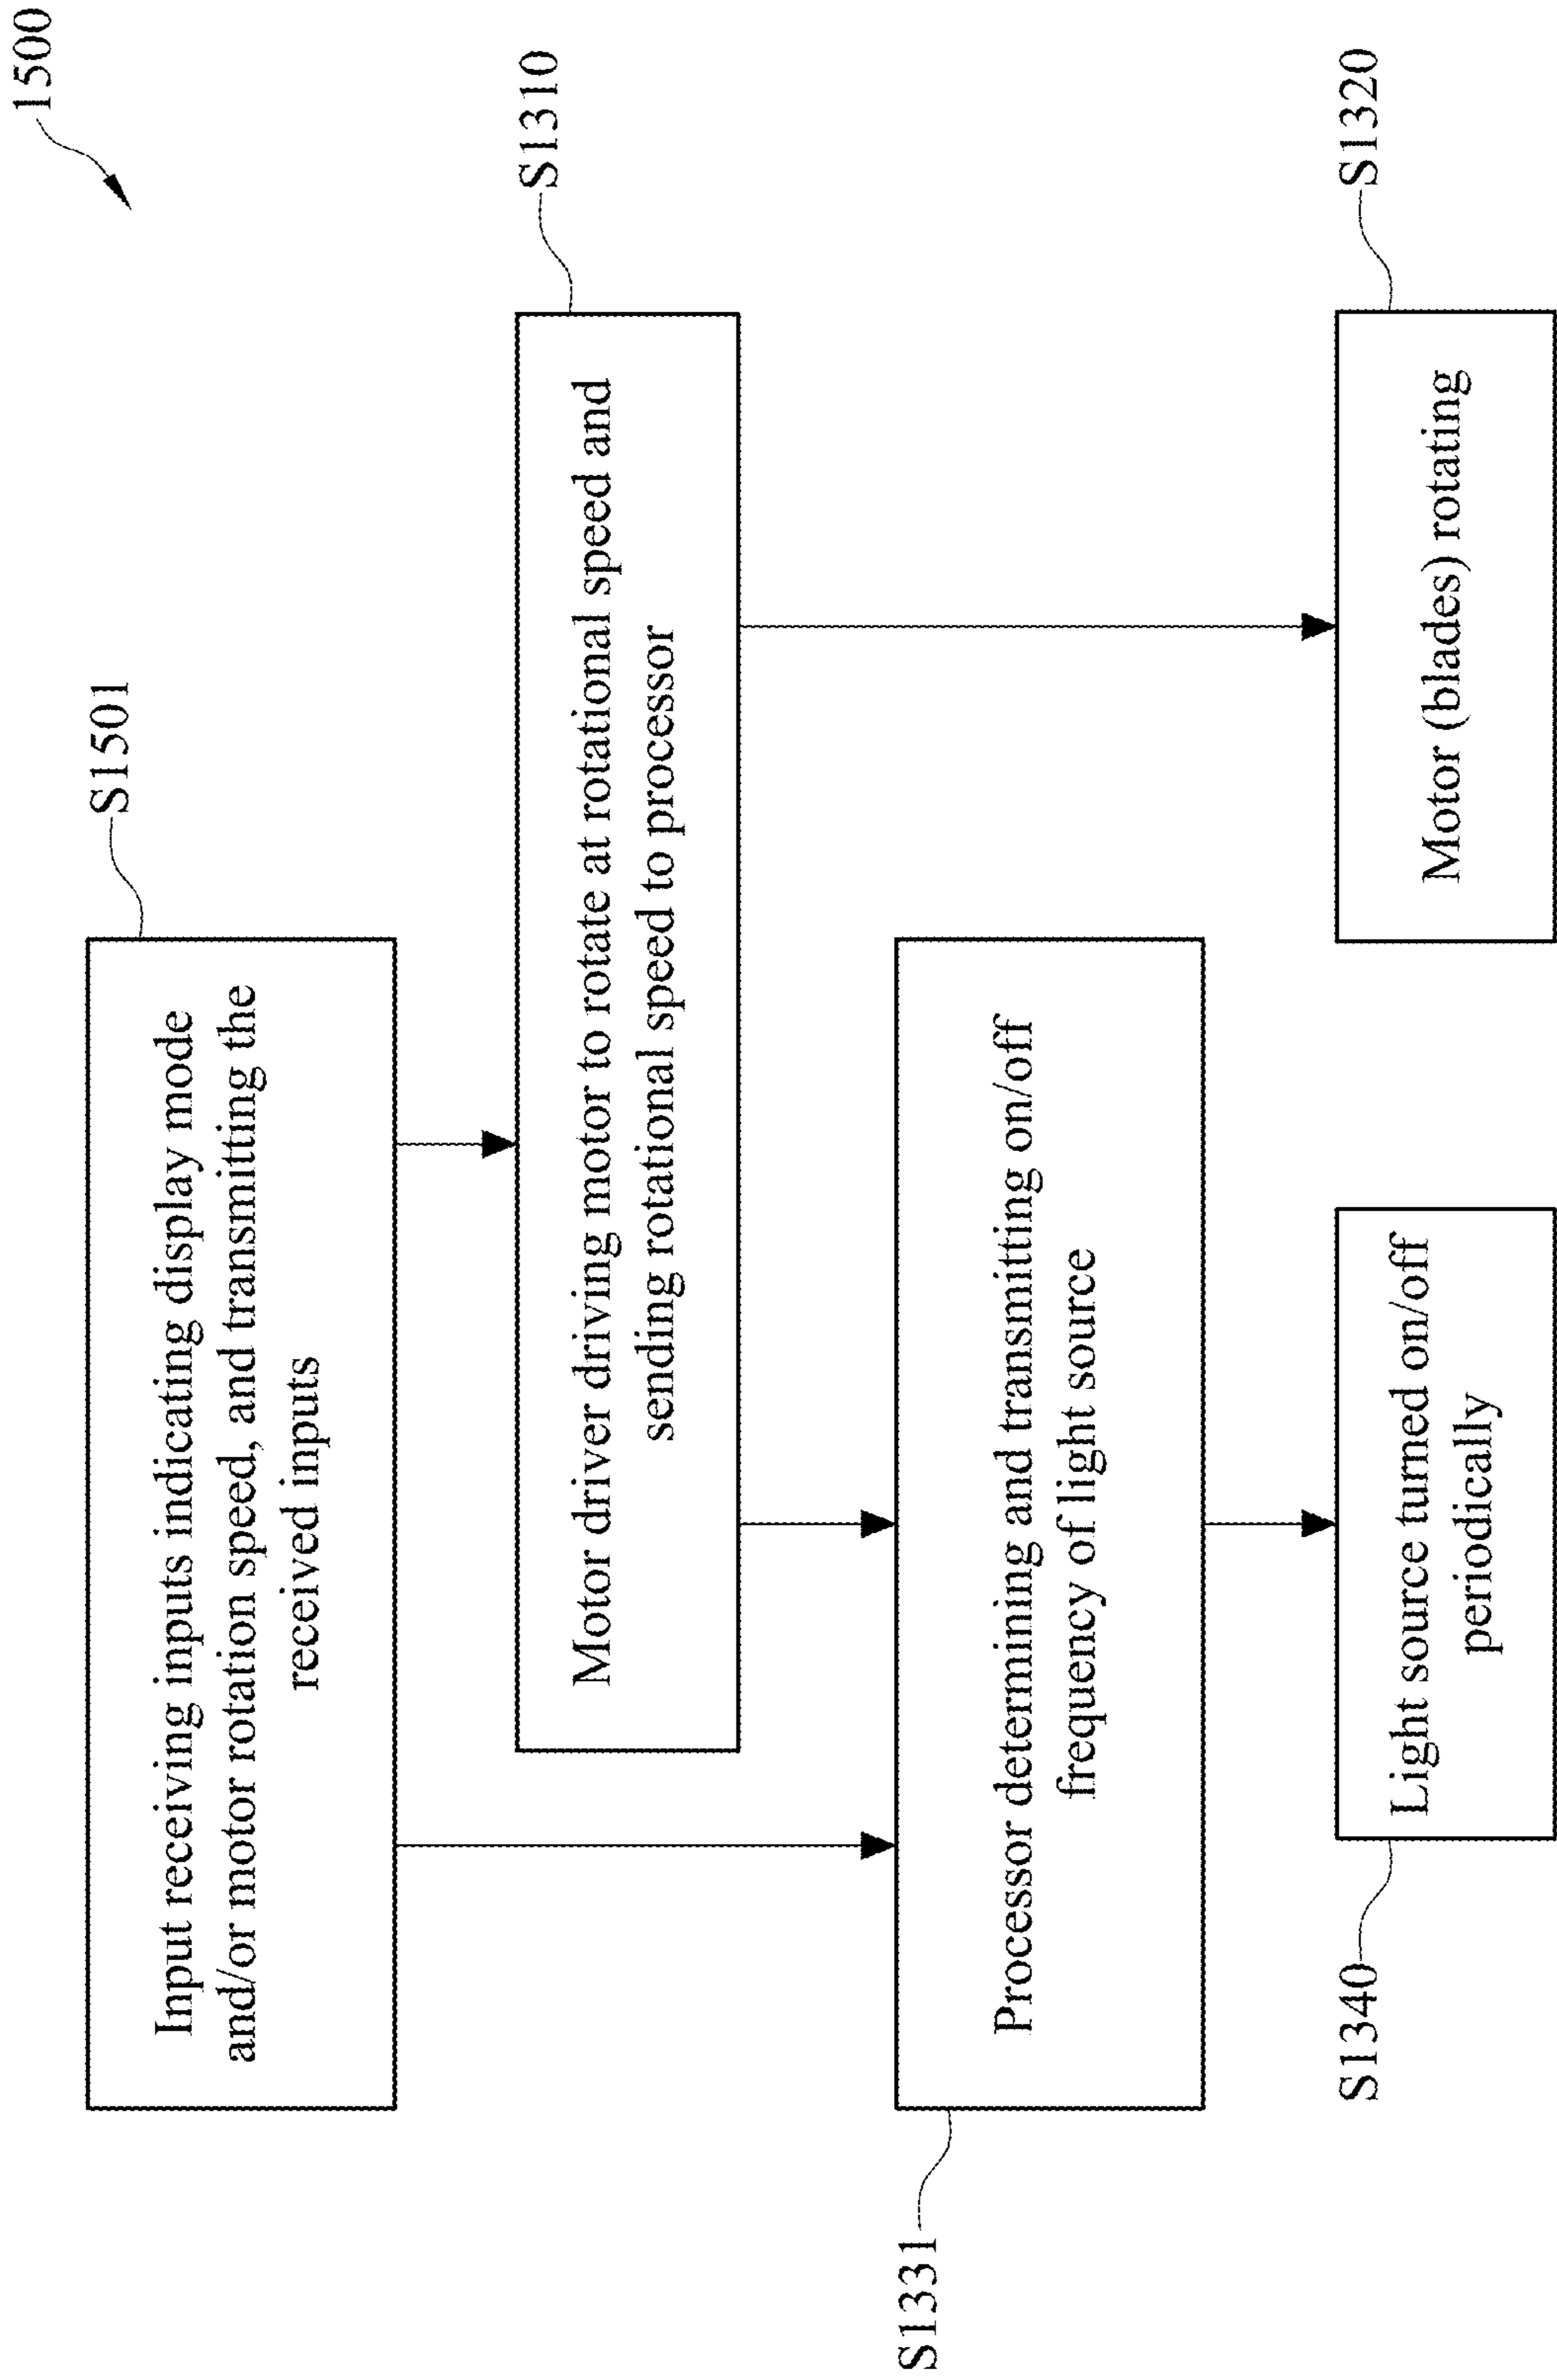 1500
S1501
Input receiving inputs indicating display mode
and/or motor rotation speed, and transmitting the
received inputs
S1310
Motor driver driving motor to rotate at rotational speed and
sending rotational speed to processor
S1331
Processor determining and transmitting on/off
frequency of light source
S1340
Light source turned on/off
periodically
S1320
Motor (blades) rotating